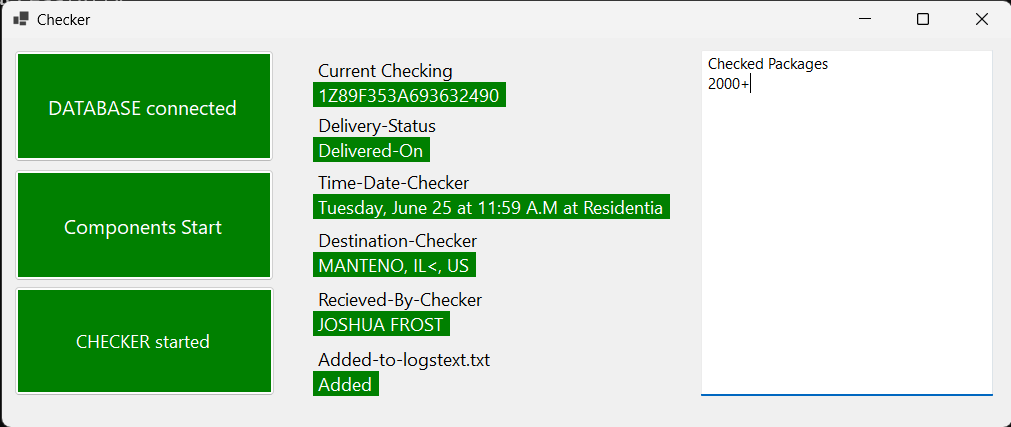 Checker
DATABASE connected
Components Start
CHECKER started
Current Checking
1Z89F353A693632490
Delivery-Status
Delivered-On
Time-Date-Checker
Tuesday, June 25 at 11:59 A.M at Residentia
Destination-Checker
MANTENO, IL<, US
Recieved-By-Checker
JOSHUA FROST
Added-to-logstext.txt
Added
Checked Packages
2000+